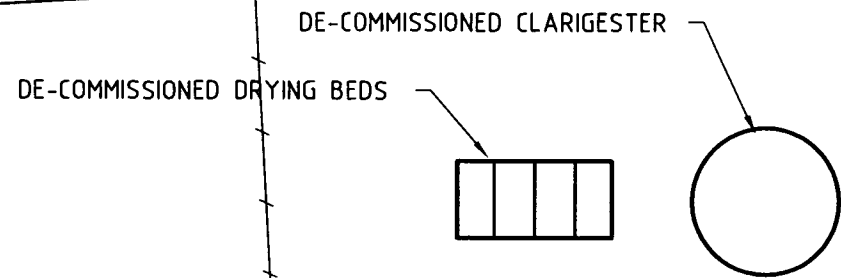 DE-COMMISSIONED CLARIGESTER
DE-COMMISSIONED DRYING BEDS